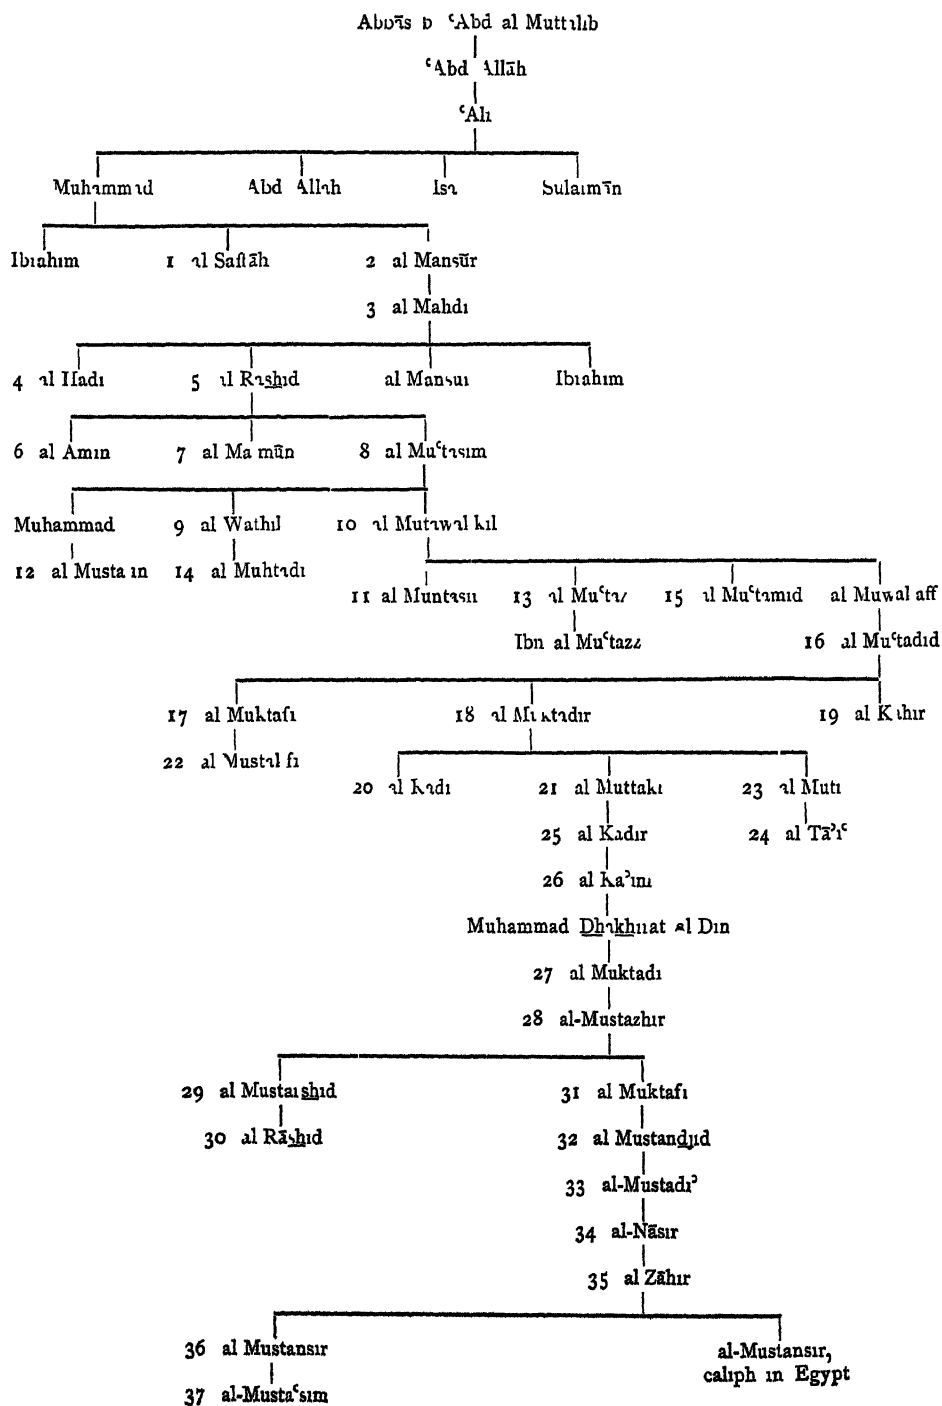 Abbās b ʿAbd al Muttalib
ʿAbd Allāh
ʿAli
Muhammad Abd Allah Isa Sulaimān
Ibrahim 1 al Saffāh 2 al Mansūr
3 al Mahdi
4 al Hadi 5 al Rashid al Mansur Ibrahim
6 al Amin 7 al Ma mūn 8 al Muʿtasim
Muhammad 9 al Wathik 10 al Mutawakkil
12 al Musta in 14 al Muhtadi
11 al Muntasir 13 al Muʿtaz 15 al Muʿtamid al Muwaffak
Ibn al Muʿtazz 16 al Muʿtadid
17 al Muktafi 18 al Muktadir 19 al Kahir
22 al Mustakfi
20 al Radi 21 al Muttaki 23 al Muti
25 al Kadir 24 al Tāʾiʿ
26 al Kaʾim
Muhammad Dhakhirat al Din
27 al Muktadi
28 al-Mustazhir
29 al Mustarshid 31 al Muktafi
30 al Rāshid 32 al Mustandjid
33 al-Mustadiʾ
34 al-Nāsir
35 al Zāhir
36 al Mustansir al-Mustansir,
caliph in Egypt
37 al-Mustaʿsim